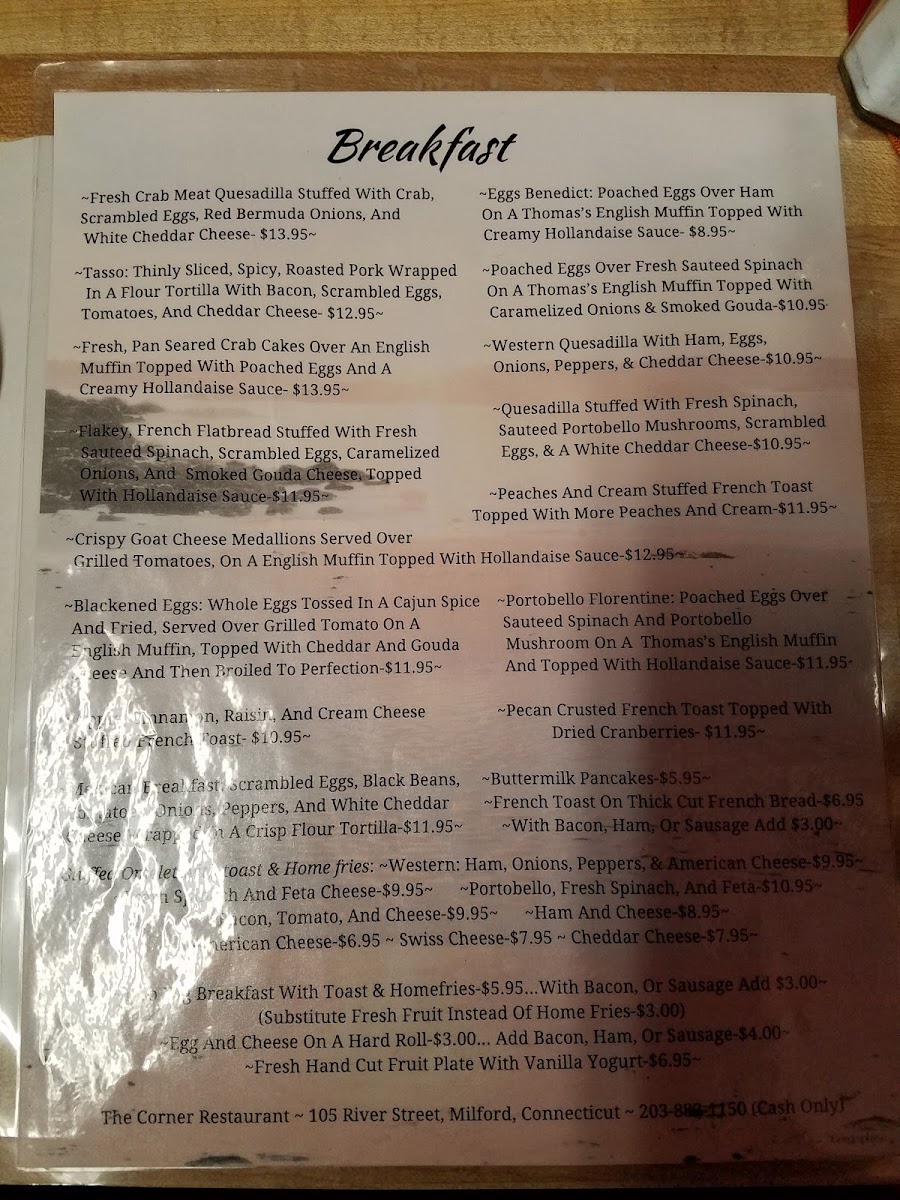 Breakfast
~Fresh Crab Meat Quesadilla Stuffed With Crab,
Scrambled Eggs, Red Bermuda Onions, And
White Cheddar Cheese- $13.95~
~Tasso: Thinly Sliced, Spicy, Roasted Pork Wrapped
In A Flour Tortilla With Bacon, Scrambled Eggs,
Tomatoes, And Cheddar Cheese- $12.95~
~Fresh, Pan Seared Crab Cakes Over An English
Muffin Topped With Poached Eggs And A
Creamy Hollandaise Sauce- $13.95~
~Flakey, French Flatbread Stuffed With Fresh
Sauteed Spinach, Scrambled Eggs, Caramelized
Onions, And Smoked Gouda Cheese, Topped
With Hollandaise Sauce-$11.95~
~Eggs Benedict: Poached Eggs Over Ham
On A Thomas's English Muffin Topped With
Creamy Hollandaise Sauce- $8.95~
~Poached Eggs Over Fresh Sauteed Spinach
On A Thomas's English Muffin Topped With
Caramelized Onions & Smoked Gouda-$10.95-
~Western Quesadilla With Ham, Eggs,
Onions, Peppers, & Cheddar Cheese-$10.95~
~Quesadilla Stuffed With Fresh Spinach,
Sauteed Portobello Mushrooms, Scrambled
Eggs, & A White Cheddar Cheese-$10.95~
~Peaches And Cream Stuffed French Toast
Topped With More Peaches And Cream-$11.95~
~Crispy Goat Cheese Medallions Served Over
Grilled Tomatoes, On A English Muffin Topped With Hollandaise Sauce-$12.95~
~Blackened Eggs: Whole Eggs Tossed In A Cajun Spice
And Fried, Served Over Grilled Tomato On A
English Muffin, Topped With Cheddar And Gouda
Cheese And Then Broiled To Perfection-$11.95~
Cinnamon, Raisin, And Cream Cheese
Stuffed French Toast- $10.95~
Mexican Breakfast: Scrambled Eggs, Black Beans,
Tomato, Onions, Peppers, And White Cheddar
Cheese Wrapped In A Crisp Flour Tortilla-$11.95~
~Portobello Florentine: Poached Eggs Over
Sauteed Spinach And Portobello
Mushroom On A Thomas's English Muffin
And Topped With Hollandaise Sauce-$11.95-
~Pecan Crusted French Toast Topped With
Dried Cranberries- $11.95~
~Buttermilk Pancakes-$5.95~
~French Toast On Thick Cut French Bread-$6.95
~With Bacon, Ham, Or Sausage Add $3.00~
Stuffed Omelet toast & Home fries: ~Western: Ham, Onions, Peppers, & American Cheese-$9.95~
And Feta Cheese-$9.95~ ~Portobello, Fresh Spinach, And Feta-$10.95~
Bacon, Tomato, And Cheese-$9.95~ ~Ham And Cheese-$8.95~
American Cheese-$6.95 ~ Swiss Cheese-$7.95 ~ Cheddar Cheese-$7.95~
Breakfast With Toast & Homefries-$5.95...With Bacon, Or Sausage Add $3.00~
(Substitute Fresh Fruit Instead Of Home Fries-$3.00)
~Egg And Cheese On A Hard Roll-$3.00... Add Bacon, Ham, Or Sausage-$4.00~
~Fresh Hand Cut Fruit Plate With Vanilla Yogurt-$6.95~
The Corner Restaurant ~ 105 River Street, Milford, Connecticut ~ (Cash Only)